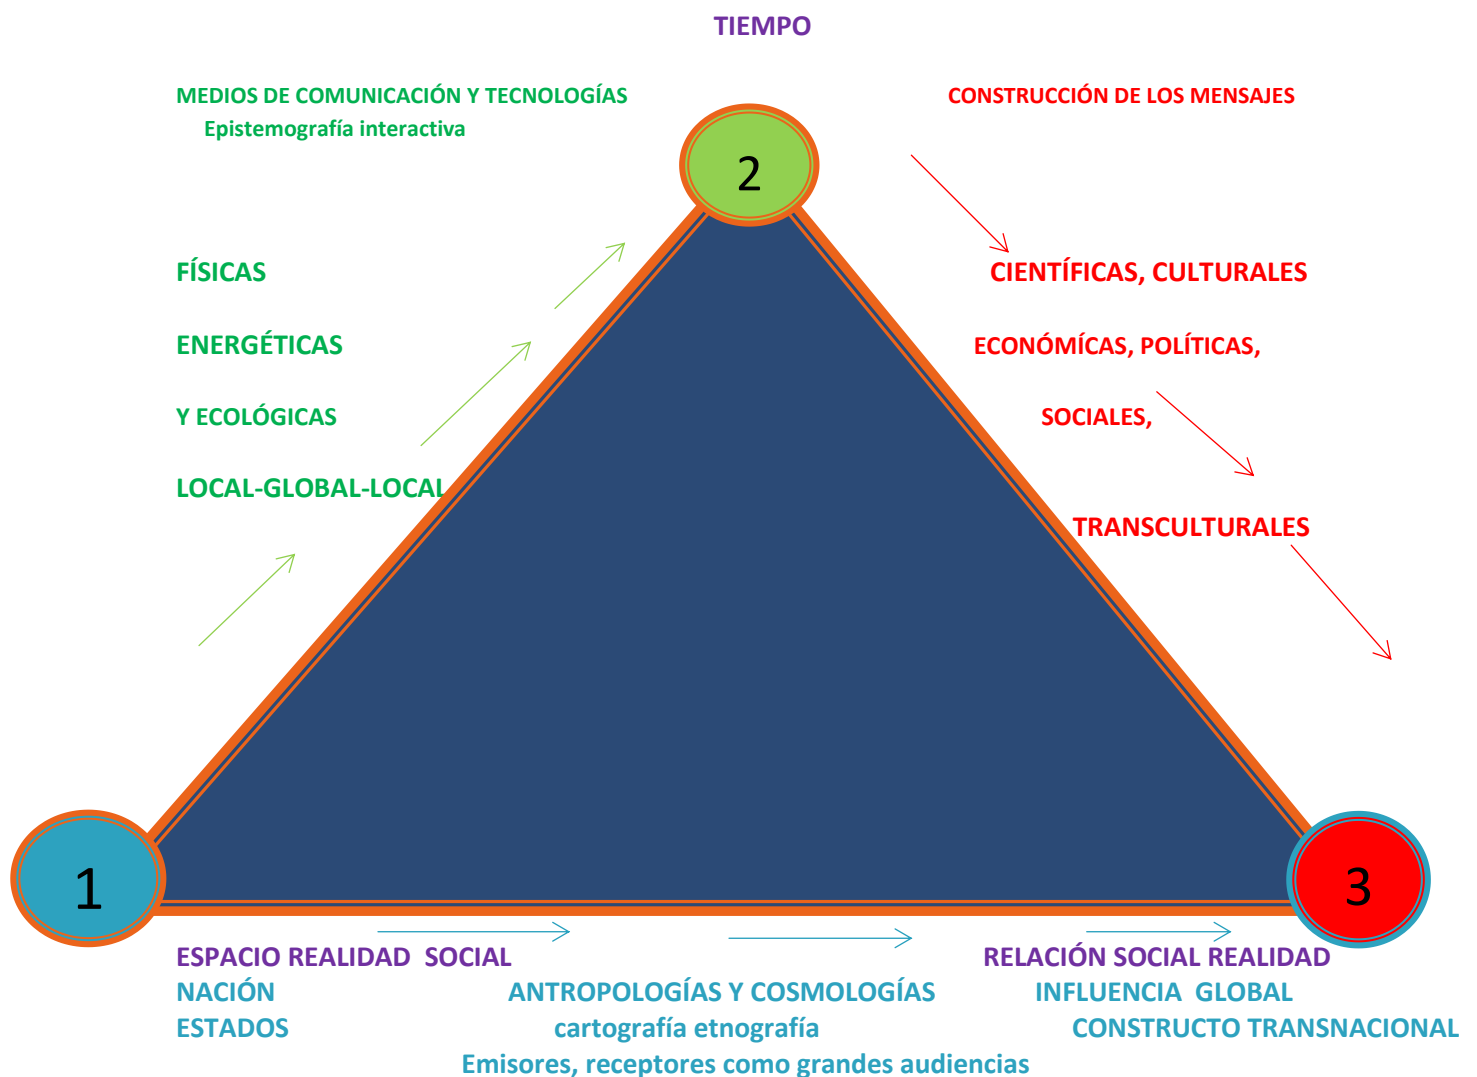 TIEMPO
MEDIOS DE COMUNICACIÓN Y TECNOLOGÍAS
Epistemografía interactiva
CONSTRUCCIÓN DE LOS MENSAJES
2
FÍSICAS
CIENTÍFICAS, CULTURALES
ENERGÉTICAS
ECONÓMÍCAS, POLÍTICAS,
Y ECOLÓGICAS
SOCIALES,
LOCAL-GLOBAL-LOCAL
TRANSCULTURALES
1
3
ESPACIO REALIDAD  SOCIAL
RELACIÓN SOCIAL REALIDAD
NACIÓN
ANTROPOLOGÍAS Y COSMOLOGÍAS
INFLUENCIA  GLOBAL
ESTADOS
cartografía etnografía
CONSTRUCTO TRANSNACIONAL
Emisores, receptores como grandes audiencias